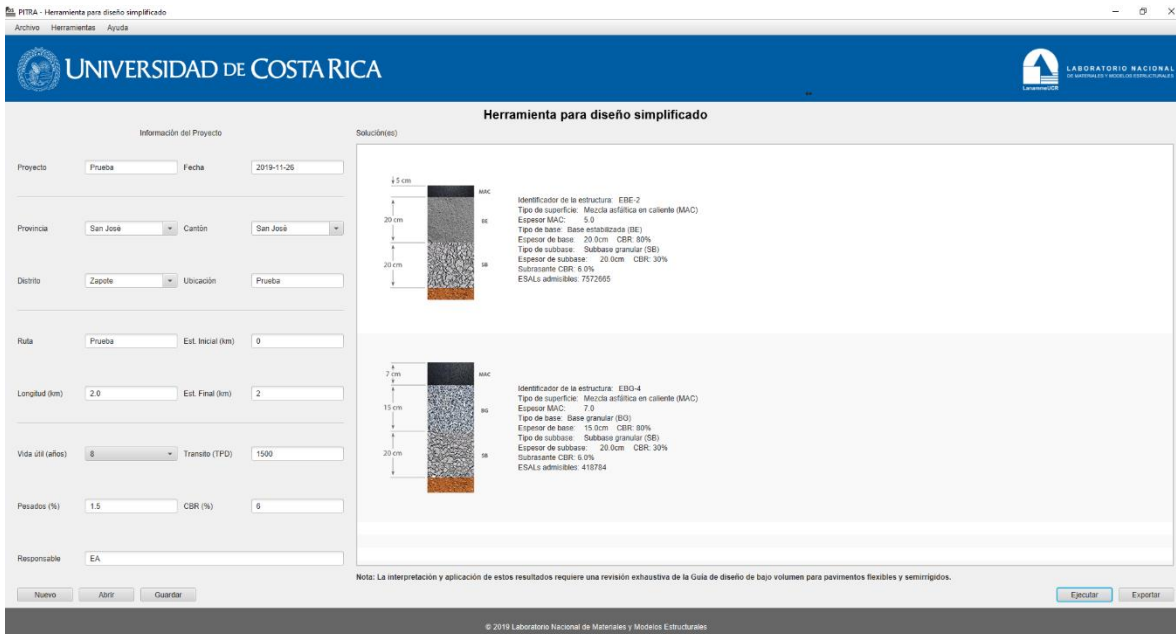 PITRA - Herramienta para diseño simplificado
Archivo Herramientas Ayuda
UNIVERSIDAD DE COSTA RICA
LanammeUCR
LABORATORIO NACIONAL
DE MATERIALES Y MODELOS ESTRUCTURALES
Herramienta para diseño simplificado
Información del Proyecto
Proyecto Prueba Fecha 2019-11-26
Provincia San José Cantón San José
Distrito Zapote Ubicación Prueba
Ruta Prueba Est. Inicial (km) 0
Longitud (km) 2.0 Est. Final (km) 2
Vida útil (años) 8 Transito (TPD) 1500
Pesados (%) 1.5 CBR (%) 6
Responsable EA
Nuevo Abrir Guardar
Solución(es)
5 cm MAC
20 cm BE
20 cm SB
Identificador de la estructura: EBE-2
Tipo de superficie: Mezcla asfáltica en caliente (MAC)
Espesor MAC: 5.0
Tipo de base: Base estabilizada (BE)
Espesor de base: 20.0cm CBR: 80%
Tipo de subbase: Subbase granular (SB)
Espesor de subbase: 20.0cm CBR: 30%
Subrasante CBR: 6.0%
ESALs admisibles: 7572665
7 cm MAC
15 cm BG
20 cm SB
Identificador de la estructura: EBG-4
Tipo de superficie: Mezcla asfáltica en caliente (MAC)
Espesor MAC: 7.0
Tipo de base: Base granular (BG)
Espesor de base: 15.0cm CBR: 80%
Tipo de subbase: Subbase granular (SB)
Espesor de subbase: 20.0cm CBR: 30%
Subrasante CBR: 6.0%
ESALs admisibles: 418784
Nota: La interpretación y aplicación de estos resultados requiere una revisión exhaustiva de la Guía de diseño de bajo volumen para pavimentos flexibles y semirrígidos.
Ejecutar Exportar
© 2019 Laboratorio Nacional de Materiales y Modelos Estructurales